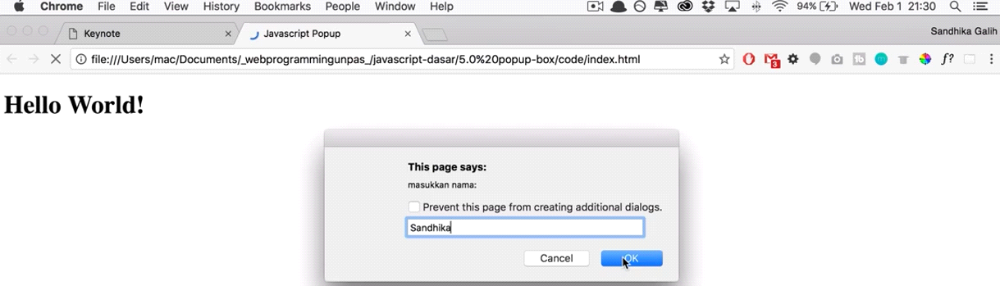 Chrome File Edit View History Bookmarks People Window Help 94% Wed Feb 1 21:30
Keynote Javascript Popup Sandhika Galih
file:///Users/mac/Documents/_webprogrammingunpas_/javascript-dasar/5.0%20popup-box/code/index.html 3 1b f?
Hello World!
This page says:
masukkan nama:
Prevent this page from creating additional dialogs.
Sandhika
Cancel OK